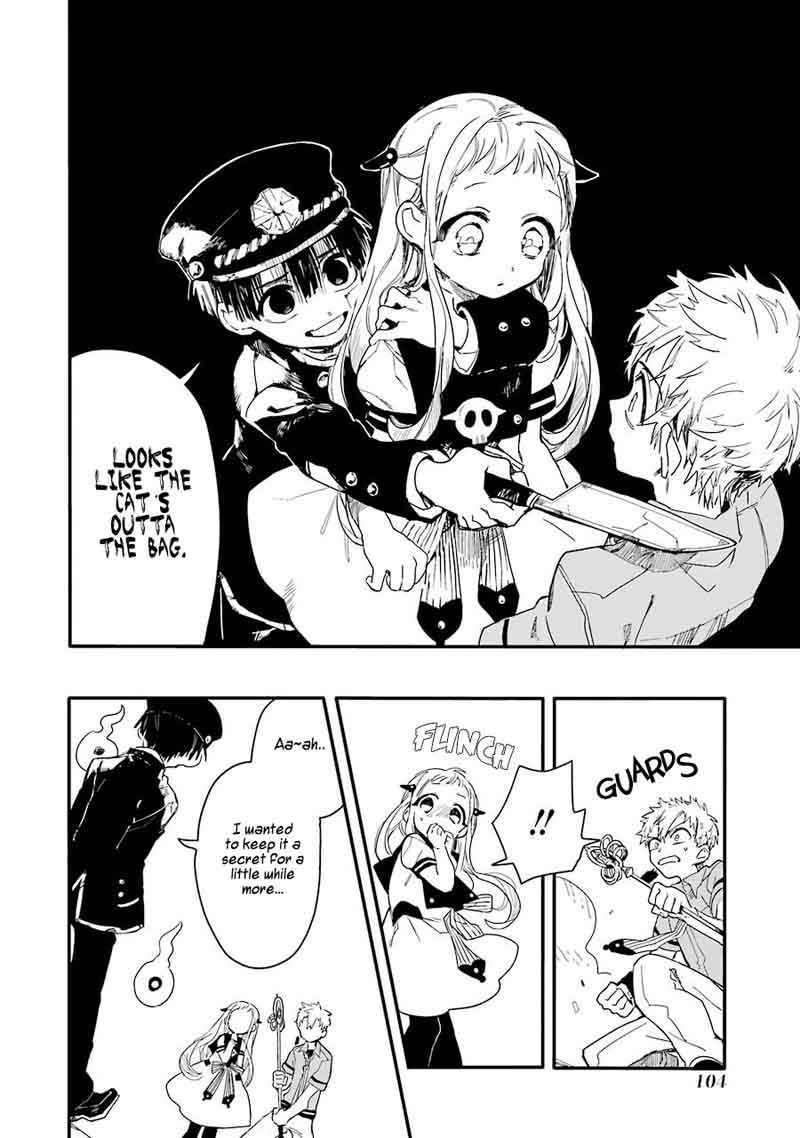 LOOKS
LIKE THE
CAT'S
OUTTA
THE BAG.
GUARDS
!!
FLINCH
Aa~ah..
I wanted
to keep it a
secret for a
little while
more...
104